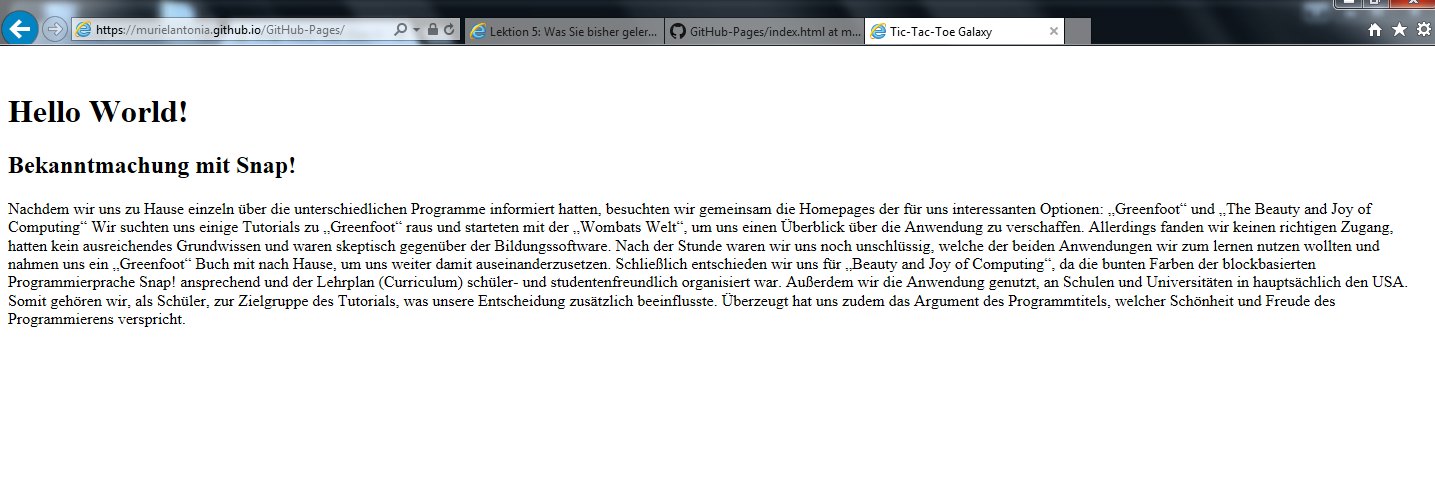 https://murielantonia.github.io/GitHub-Pages/
Lektion 5: Was Sie bisher geler...
GitHub-Pages/index.html at m...
Tic-Tac-Toe Galaxy
Hello World!
Bekanntmachung mit Snap!
Nachdem wir uns zu Hause einzeln über die unterschiedlichen Programme informiert hatten, besuchten wir gemeinsam die Homepages der für uns interessanten Optionen: „Greenfoot“ und „The Beauty and Joy of
Computing“ Wir suchten uns einige Tutorials zu „Greenfoot“ raus und starteten mit der „Wombats Welt“, um uns einen Überblick über die Anwendung zu verschaffen. Allerdings fanden wir keinen richtigen Zugang,
hatten kein ausreichendes Grundwissen und waren skeptisch gegenüber der Bildungssoftware. Nach der Stunde waren wir uns noch unschlüssig, welche der beiden Anwendungen wir zum lernen nutzen wollten und
nahmen uns ein „Greenfoot“ Buch mit nach Hause, um uns weiter damit auseinanderzusetzen. Schließlich entschieden wir uns für „Beauty and Joy of Computing“, da die bunten Farben der blockbasierten
Programmierprache Snap! ansprechend und der Lehrplan (Curriculum) schüler- und studentenfreundlich organisiert war. Außerdem wir die Anwendung genutzt, an Schulen und Universitäten in hauptsächlich den USA.
Somit gehören wir, als Schüler, zur Zielgruppe des Tutorials, was unsere Entscheidung zusätzlich beeinflusste. Überzeugt hat uns zudem das Argument des Programmtitels, welcher Schönheit und Freude des
Programmierens verspricht.